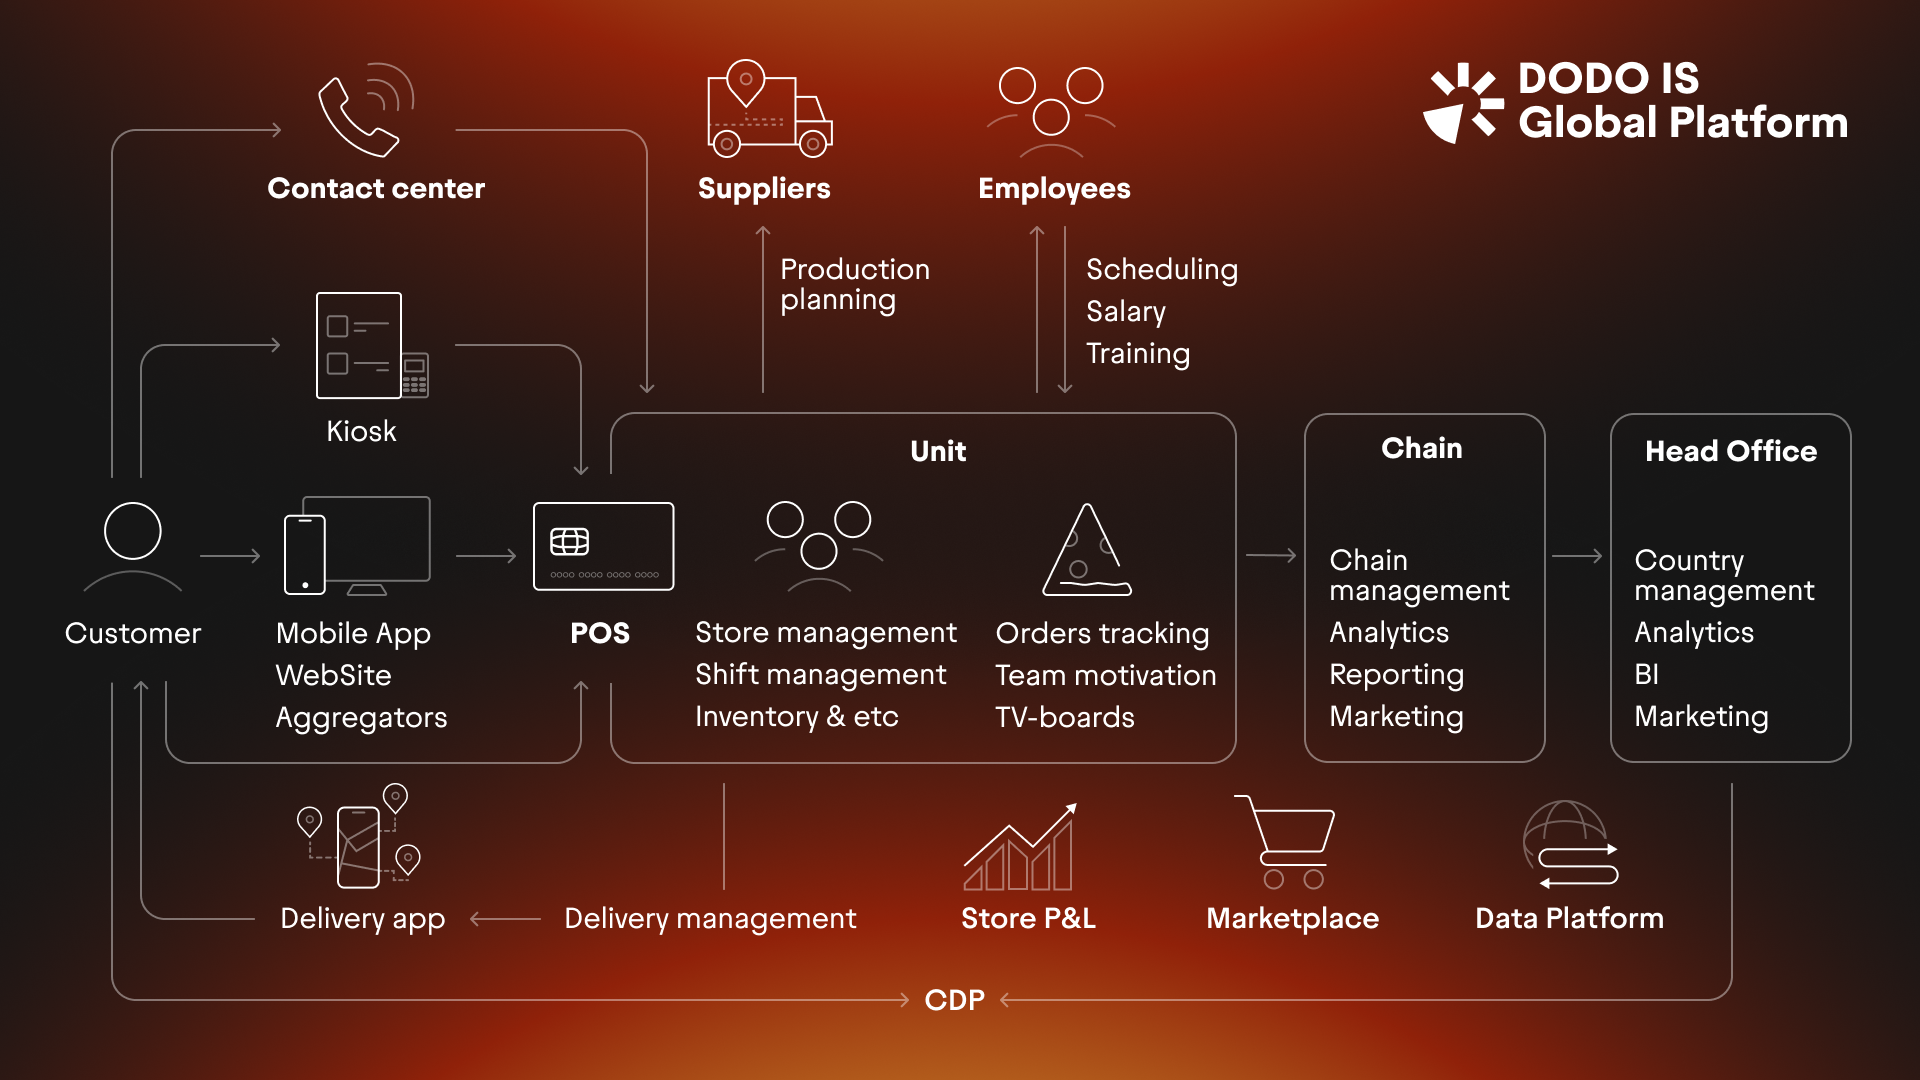 DODO IS
Global Platform
Contact center
Suppliers
Employees
Production
planning
Scheduling
Salary
Training
Kiosk
Unit
Chain
Head Office
Customer
Mobile App
WebSite
Aggregators
POS
Store management
Shift management
Inventory & etc
Orders tracking
Team motivation
TV-boards
Chain
management
Analytics
Reporting
Marketing
Country
management
Analytics
BI
Marketing
Delivery app
Delivery management
Store P&L
Marketplace
Data Platform
CDP